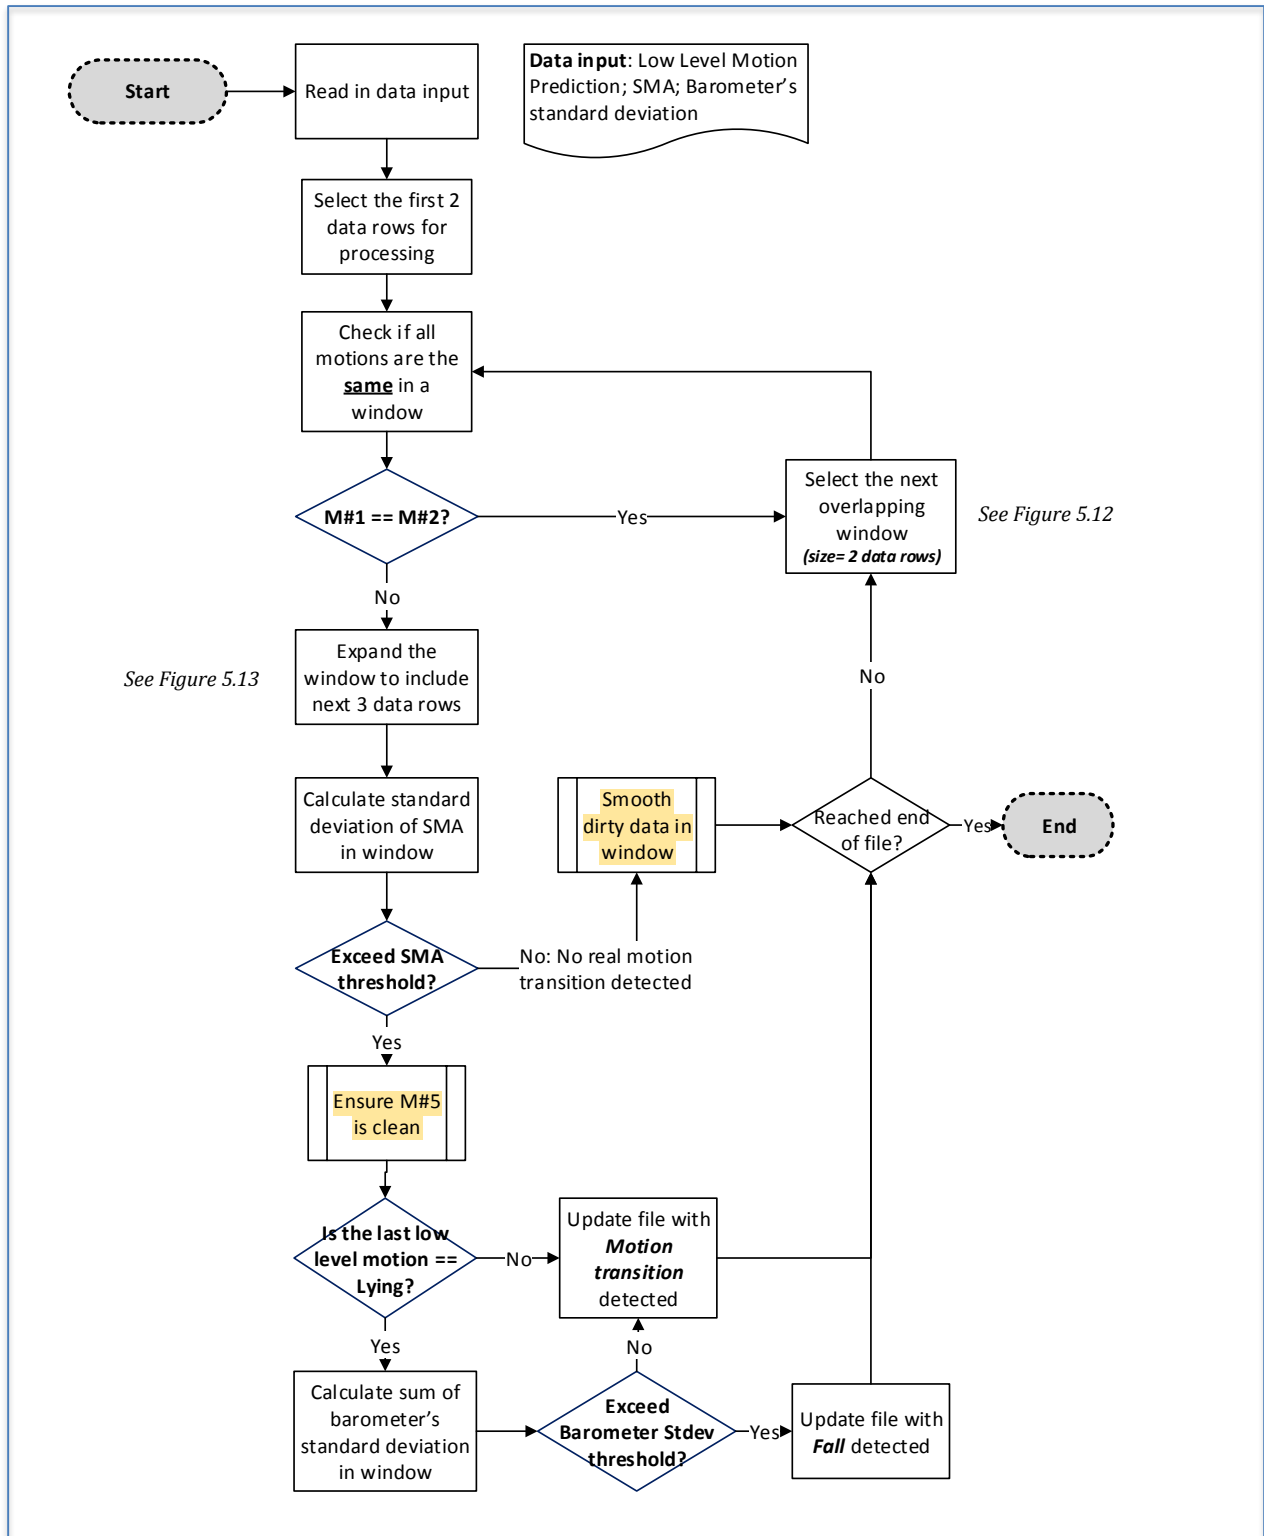 Start
Read in data input
Data input: Low Level Motion
Prediction; SMA; Barometer’s
standard deviation
Select the first 2
data rows for
processing
Check if all
motions are the
same in a
window
M#1 == M#2?
Yes
Select the next
overlapping
window
(size= 2 data rows)
See Figure 5.12
No
See Figure 5.13
Expand the
window to include
next 3 data rows
No
Calculate standard
deviation of SMA
in window
Smooth
dirty data in
window
Reached end
of file?
Yes
End
Exceed SMA
threshold?
No: No real motion
transition detected
Yes
Ensure M#5
is clean
Is the last low
level motion ==
Lying?
No
Update file with
Motion
transition
detected
Yes
No
Calculate sum of
barometer’s
standard deviation
in window
Exceed
Barometer Stdev
threshold?
Yes
Update file with
Fall detected